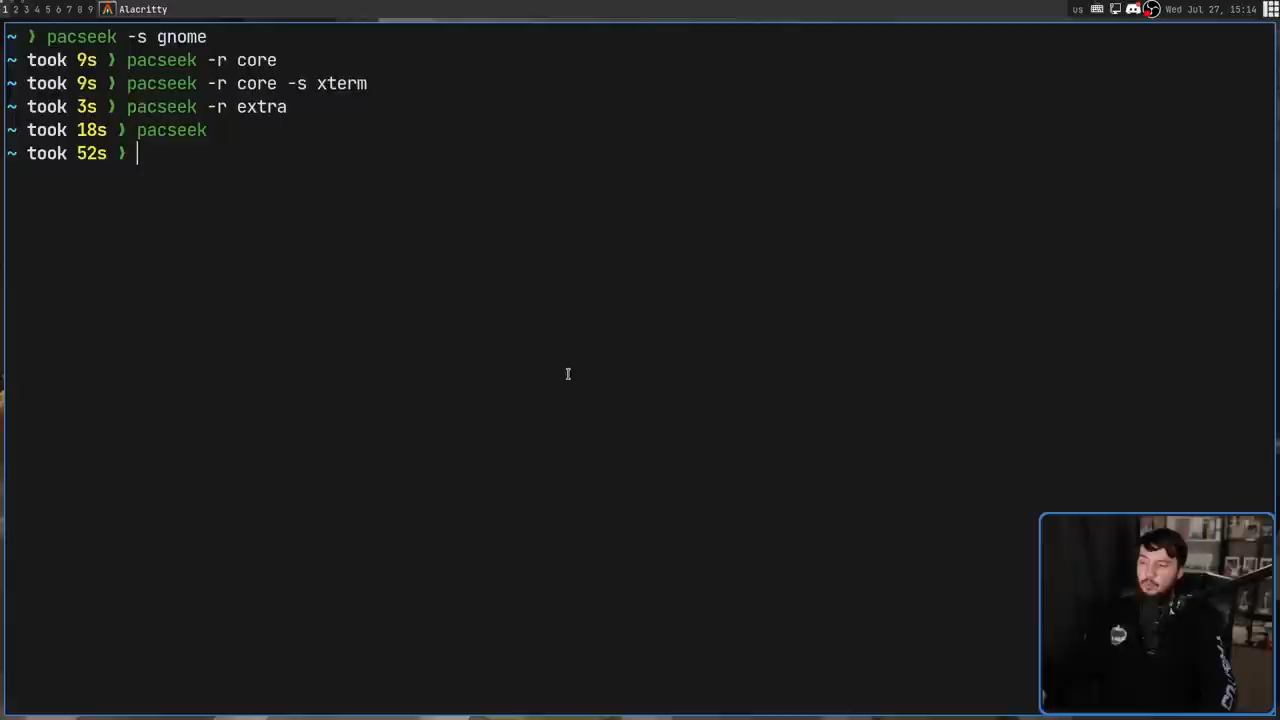 1 2 3 4 5 6 7 8 9 Alacritty us Wed Jul 27, 15:14
~ ❯ pacseek -s gnome
~ took 9s ❯ pacseek -r core
~ took 9s ❯ pacseek -r core -s xterm
~ took 3s ❯ pacseek -r extra
~ took 18s ❯ pacseek
~ took 52s ❯